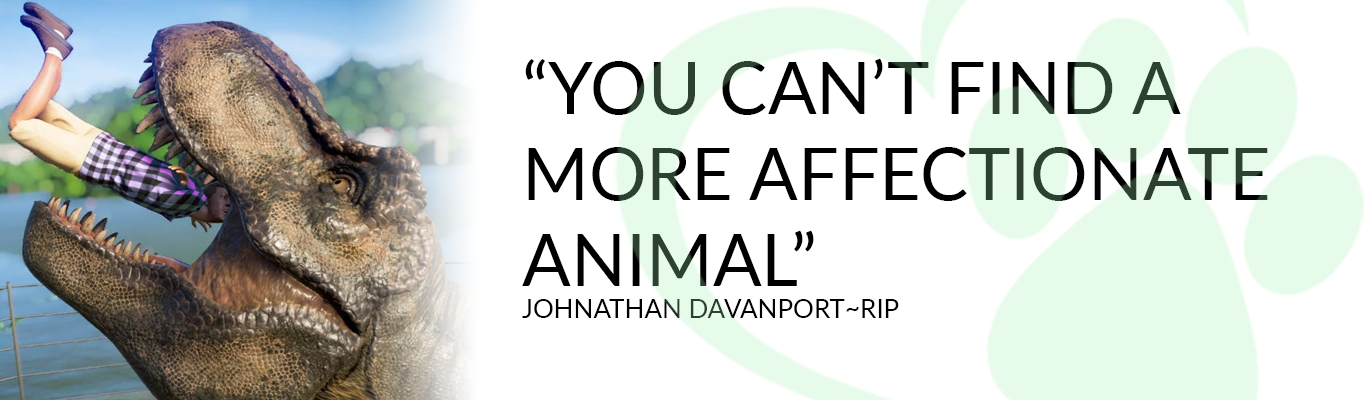 “YOU CAN’T FIND A
MORE AFFECTIONATE
ANIMAL”
JOHNATHAN DAVANPORT~RIP